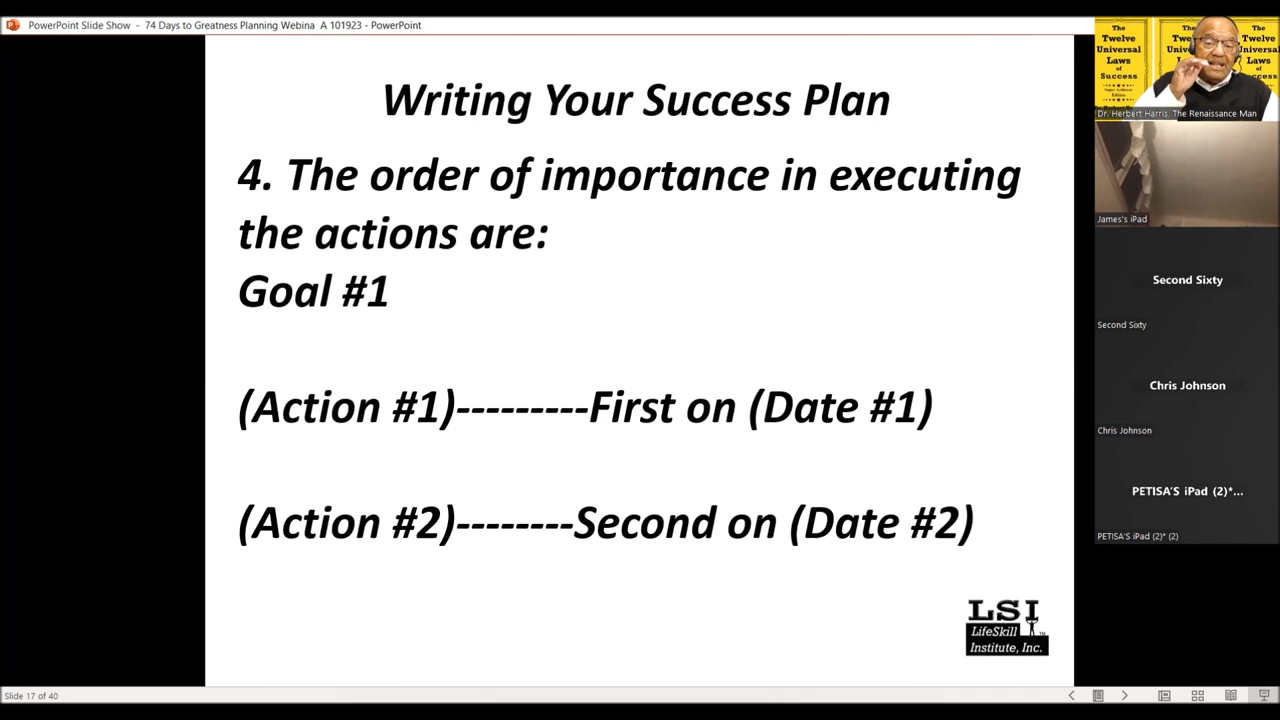 PowerPoint Slide Show - 74 Days to Greatness Planning Webina A 101923 - PowerPoint
Writing Your Success Plan
4. The order of importance in executing
the actions are:
Goal #1
(Action #1)---------First on (Date #1)
(Action #2)--------Second on (Date #2)
LSI
LifeSkill
Institute, Inc.
The
Twelve
Universal
Laws
of
Success
Dr. Herbert Harris, The Renaissance Man
James's iPad
Second Sixty
Second Sixty
Chris Johnson
Chris Johnson
PETISA'S iPad (2)*...
PETISA'S iPad (2)* (2)
Slide 17 of 40